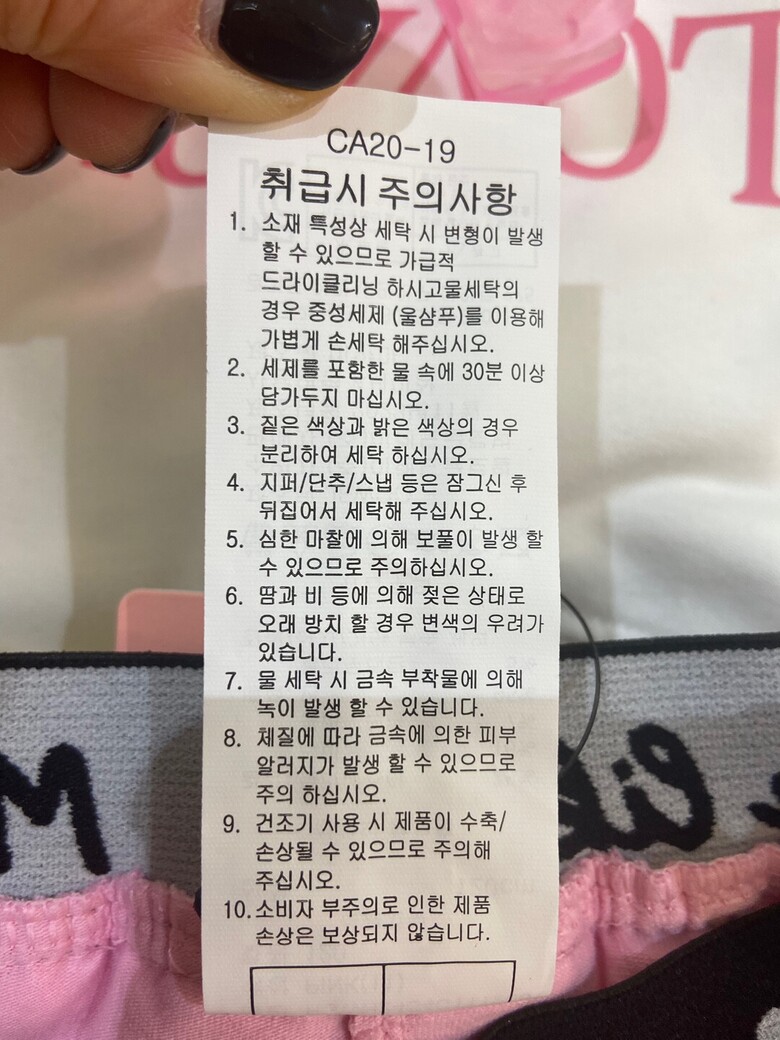 CA20-19
취급시 주의사항
1. 소재 특성상 세탁 시 변형이 발생
할 수 있으므로 가급적
드라이클리닝 하시고물세탁의
경우 중성세제 (울샴푸)를 이용해
가볍게 손세탁 해주십시오.
2. 세제를 포함한 물 속에 30분 이상
담가두지 마십시오.
3. 짙은 색상과 밝은 색상의 경우
분리하여 세탁 하십시오.
4. 지퍼/단추/스냅 등은 잠그신 후
뒤집어서 세탁해 주십시오.
5. 심한 마찰에 의해 보풀이 발생 할
수 있으므로 주의하십시오.
6. 땀과 비 등에 의해 젖은 상태로
오래 방치 할 경우 변색의 우려가
있습니다.
7. 물 세탁 시 금속 부착물에 의해
녹이 발생 할 수 있습니다.
8. 체질에 따라 금속에 의한 피부
알러지가 발생 할 수 있으므로
주의 하십시오.
9. 건조기 사용 시 제품이 수축/
손상될 수 있으므로 주의해
주십시오.
10. 소비자 부주의로 인한 제품
손상은 보상되지 않습니다.